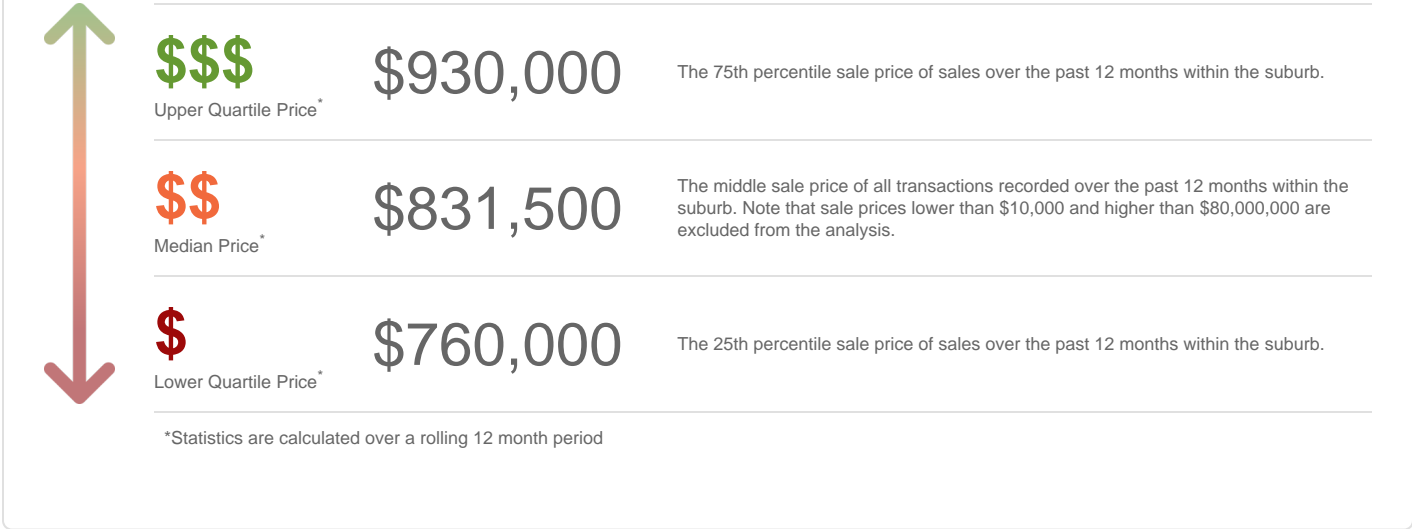 $$$
Upper Quartile Price*
$930,000
The 75th percentile sale price of sales over the past 12 months within the suburb.
$$
Median Price*
$831,500
The middle sale price of all transactions recorded over the past 12 months within the
suburb. Note that sale prices lower than $10,000 and higher than $80,000,000 are
excluded from the analysis.
$
Lower Quartile Price*
$760,000
The 25th percentile sale price of sales over the past 12 months within the suburb.
*Statistics are calculated over a rolling 12 month period